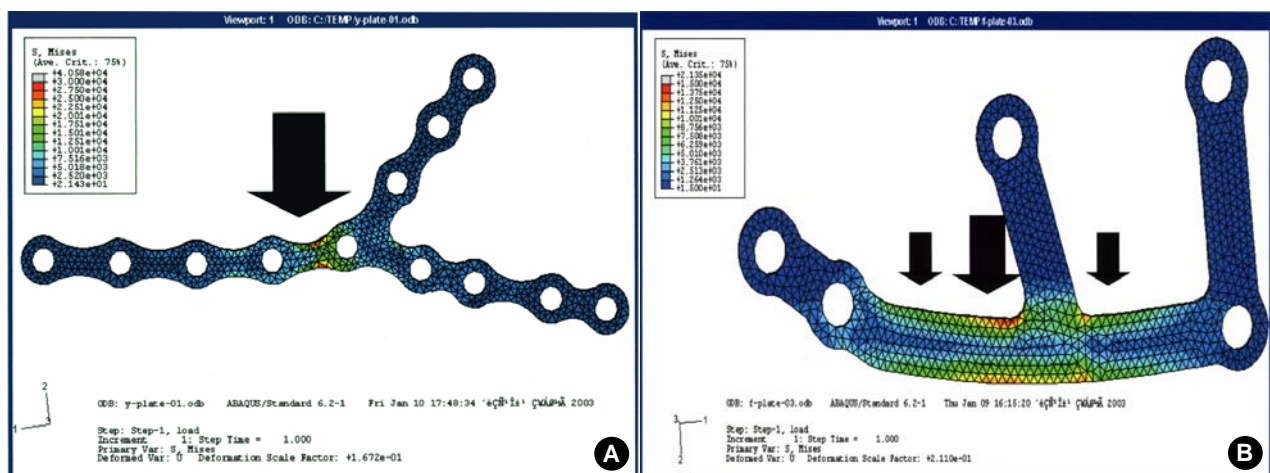 Viewport: 1 ODB: C:/TEMP/y-plate-01.odb
S, Mises
(Ave. Crit.: 75%)
+4.058e+04
+3.000e+04
+2.750e+04
+2.500e+04
+2.251e+04
+2.001e+04
+1.751e+04
+1.501e+04
+1.251e+04
+1.001e+04
+7.516e+03
+5.018e+03
+2.520e+03
+2.143e+01
2
1
ODB: y-plate-01.odb ABAQUS/Standard 6.2-1 Fri Jan 10 17:48:34 2003
Step: Step-1, load
Increment 1: Step Time = 1.000
Primary Var: S, Mises
Deformed Var: U Deformation Scale Factor: +1.672e-01
A
Viewport: 1 ODB: C:/TEMP/f-plate-03.odb
S, Mises
(Ave. Crit.: 75%)
+2.135e+04
+1.500e+04
+1.375e+04
+1.250e+04
+1.125e+04
+1.001e+04
+8.756e+03
+7.508e+03
+6.259e+03
+5.010e+03
+3.761e+03
+2.513e+03
+1.264e+03
+1.500e+01
3 1
2
ODB: f-plate-03.odb ABAQUS/Standard 6.2-1 Thu Jan 09 16:15:20 2003
Step: Step-1, load
Increment 1: Step Time = 1.000
Primary Var: S, Mises
Deformed Var: U Deformation Scale Factor: +2.110e-01
B